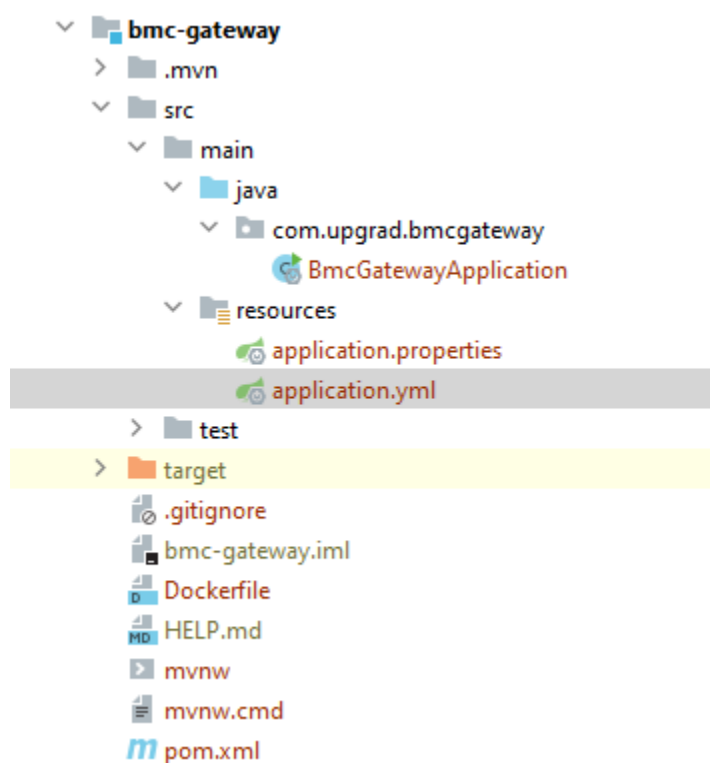 bmc-gateway
.mvn
src
main
java
com.upgrad.bmcgateway
C BmcGatewayApplication
resources
application.properties
application.yml
test
target
.gitignore
bmc-gateway.iml
D Dockerfile
MD HELP.md
mvnw
mvnw.cmd
m pom.xml